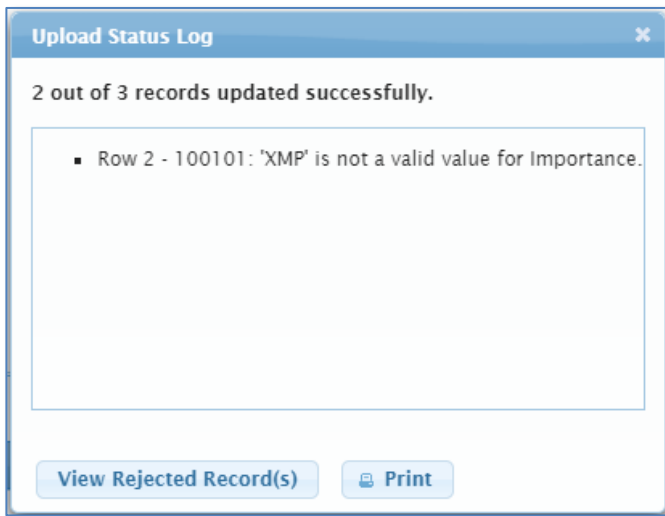 Upload Status Log
2 out of 3 records updated successfully.
Row 2 - 100101: 'XMP' is not a valid value for Importance.
View Rejected Record(s)
Print